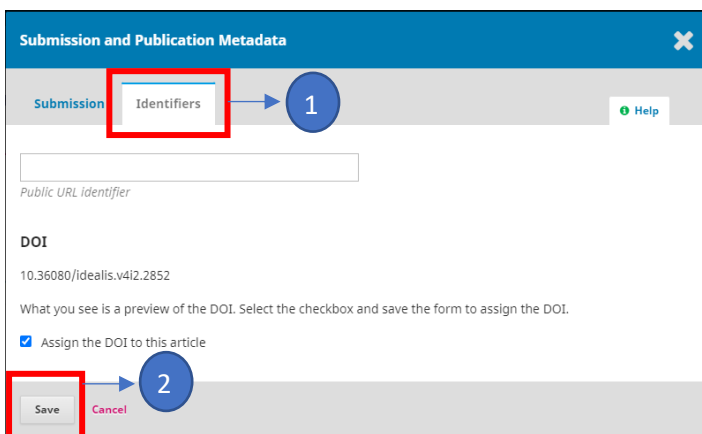 Submission and Publication Metadata
Submission Identifiers 1
Help
Public URL identifier
DOI
10.36080/idealis.v4i2.2852
What you see is a preview of the DOI. Select the checkbox and save the form to assign the DOI.
Assign the DOI to this article
2
Save Cancel